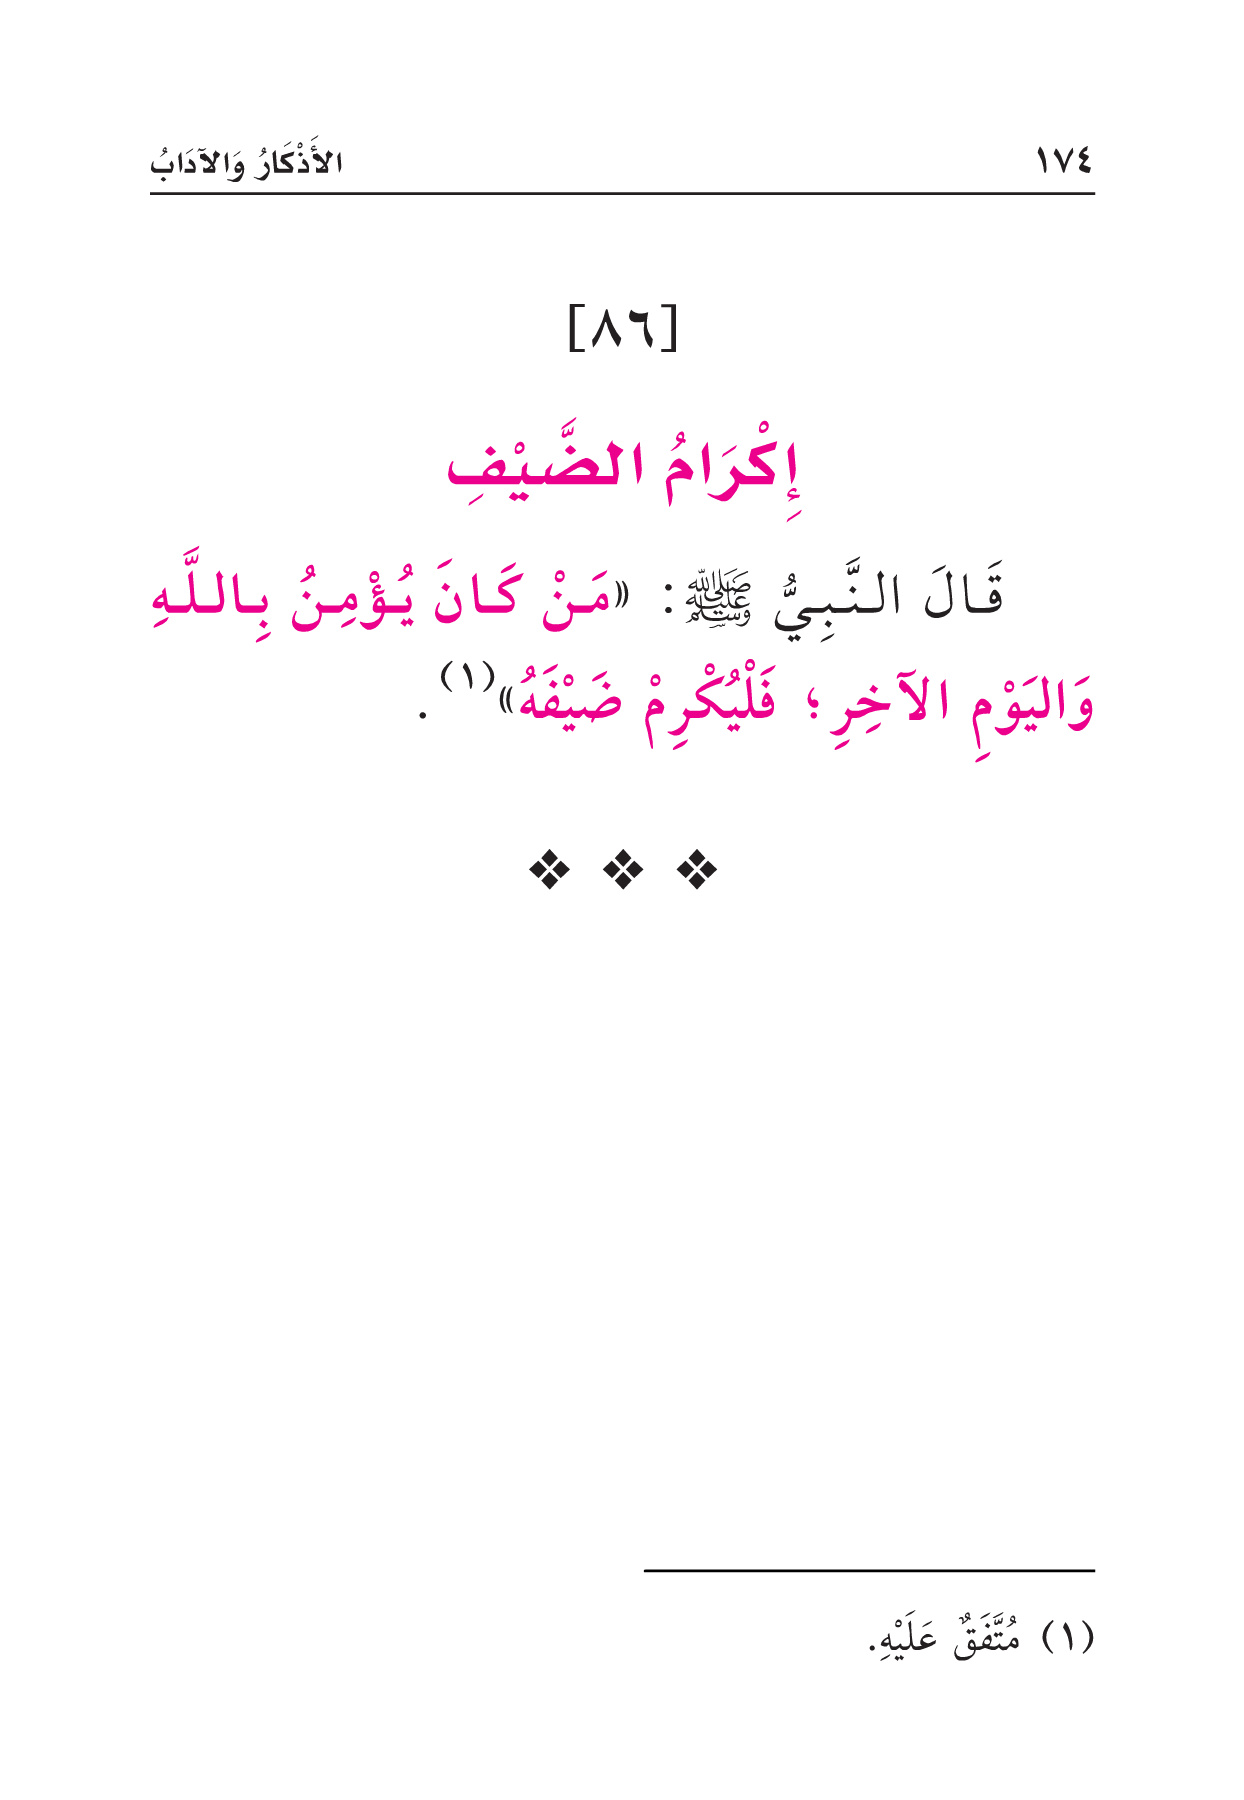 ١٧٤ الأَذْكَارُ وَالآدَابُ
[٨٦]
إِكْرَامُ الضَّيْفِ
قَالَ النَّبِيُّ ﷺ: «مَنْ كَانَ يُؤْمِنُ بِاللَّهِ
وَاليَوْمِ الآخِرِ؛ فَلْيُكْرِمْ ضَيْفَهُ»(١).
(١) مُتَّفَقٌ عَلَيْهِ.